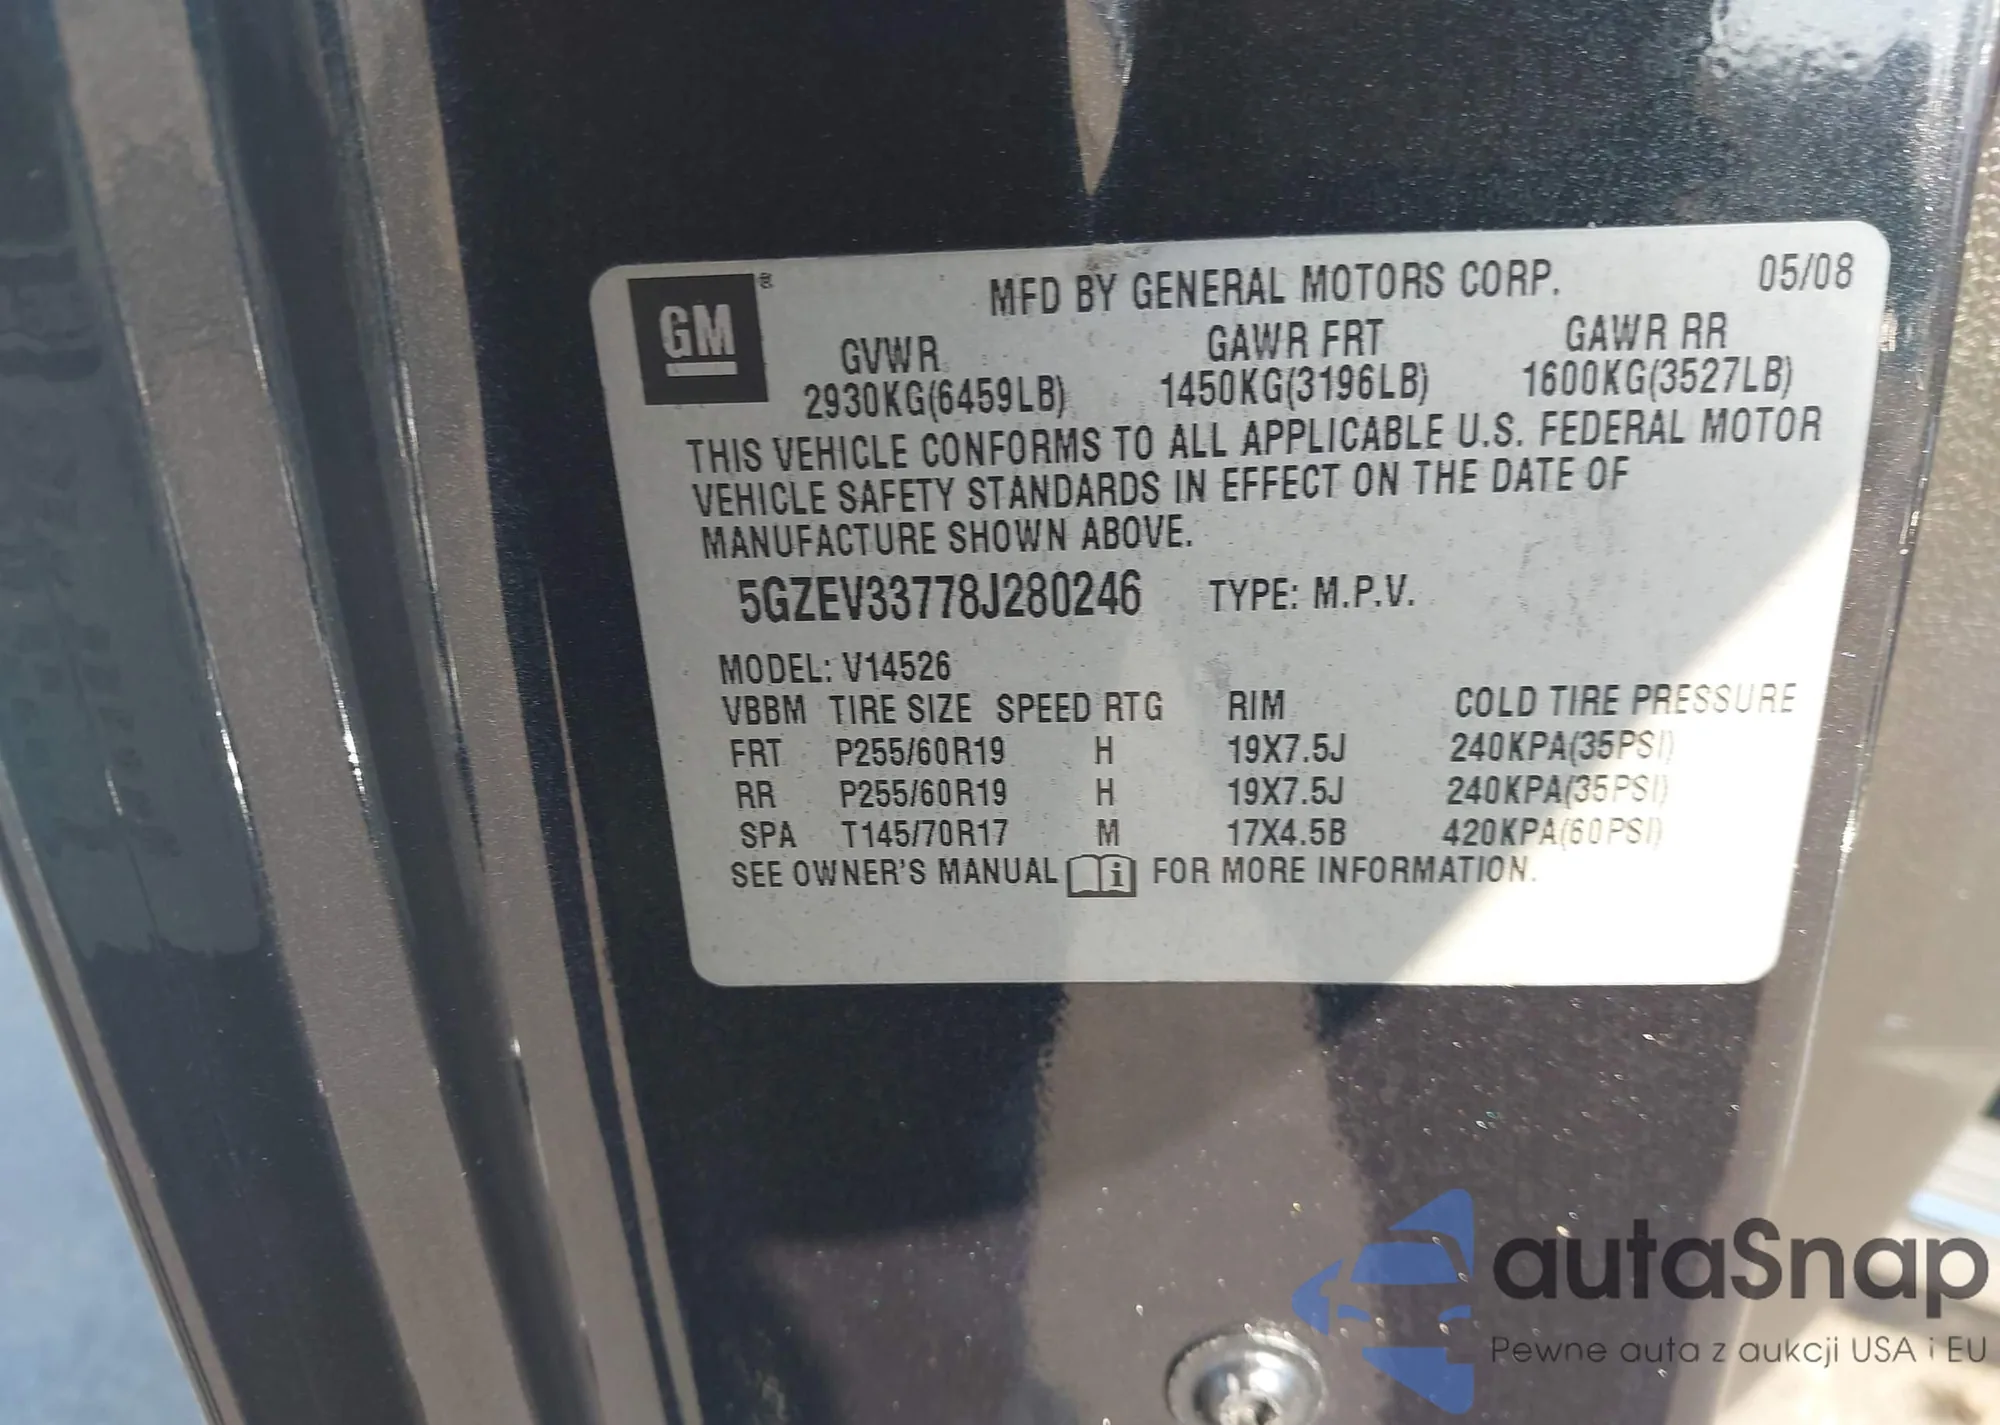 GM ® MFD BY GENERAL MOTORS CORP. 05/08
GVWR GAWR FRT GAWR RR
2930KG(6459LB) 1450KG(3196LB) 1600KG(3527LB)
THIS VEHICLE CONFORMS TO ALL APPLICABLE U.S. FEDERAL MOTOR
VEHICLE SAFETY STANDARDS IN EFFECT ON THE DATE OF
MANUFACTURE SHOWN ABOVE.
5GZEV33778J280246 TYPE: M.P.V.
MODEL: V14526
VBBM TIRE SIZE SPEED RTG RIM COLD TIRE PRESSURE
FRT P255/60R19 H 19X7.5J 240KPA(35PSI)
RR P255/60R19 H 19X7.5J 240KPA(35PSI)
SPA T145/70R17 M 17X4.5B 420KPA(60PSI)
SEE OWNER'S MANUAL i FOR MORE INFORMATION.
autaSnap
Pewne auta z aukcji USA i EU